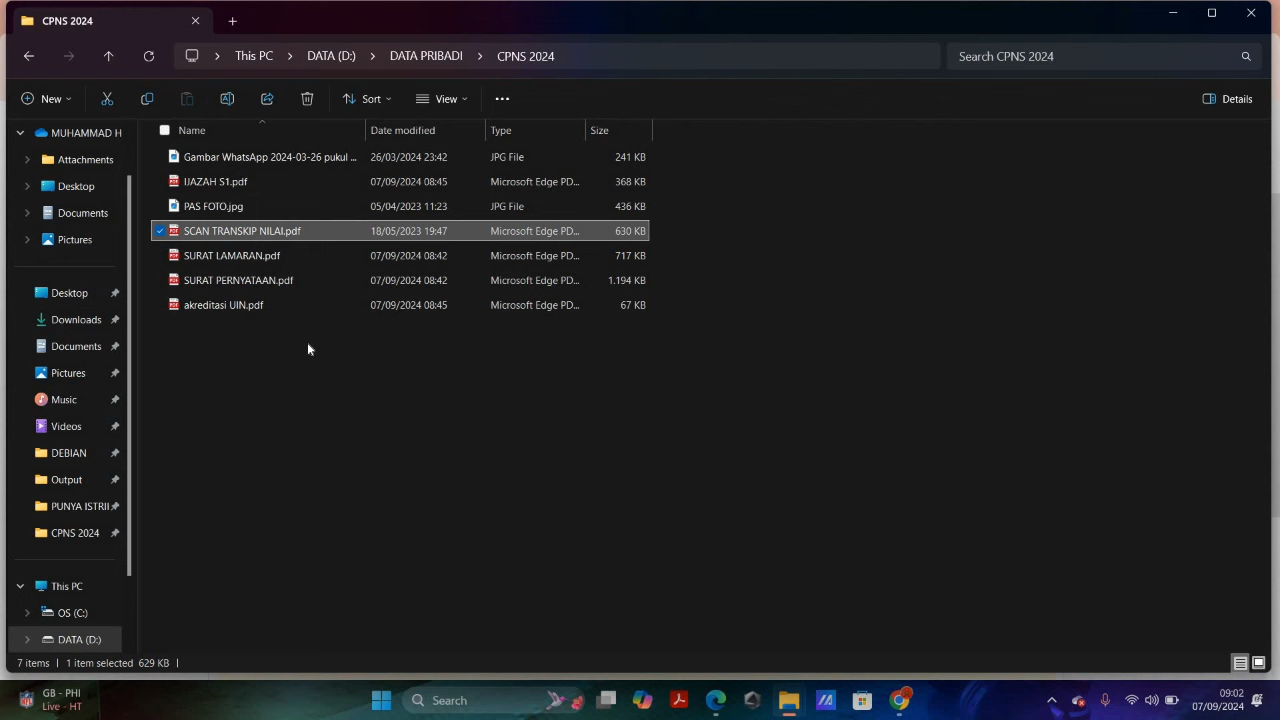 CPNS 2024
This PC > DATA (D:) > DATA PRIBADI > CPNS 2024
Search CPNS 2024
New
Sort
View
Details
MUHAMMAD H
Attachments
Desktop
Documents
Pictures
Desktop
Downloads
Documents
Pictures
Music
Videos
DEBIAN
Output
PUNYA ISTRII
CPNS 2024
This PC
OS (C:)
DATA (D:)
Name Date modified Type Size
Gambar WhatsApp 2024-03-26 pukul ... 26/03/2024 23:42 JPG File 241 KB
IJAZAH S1.pdf 07/09/2024 08:45 Microsoft Edge PD... 368 KB
PAS FOTO.jpg 05/04/2023 11:23 JPG File 436 KB
SCAN TRANSKIP NILAI.pdf 18/05/2023 19:47 Microsoft Edge PD... 630 KB
SURAT LAMARAN.pdf 07/09/2024 08:42 Microsoft Edge PD... 717 KB
SURAT PERNYATAAN.pdf 07/09/2024 08:42 Microsoft Edge PD... 1.194 KB
akreditasi UIN.pdf 07/09/2024 08:45 Microsoft Edge PD... 67 KB
7 items 1 item selected 629 KB
GB - PHI
Live - HT
Search
09:02
07/09/2024